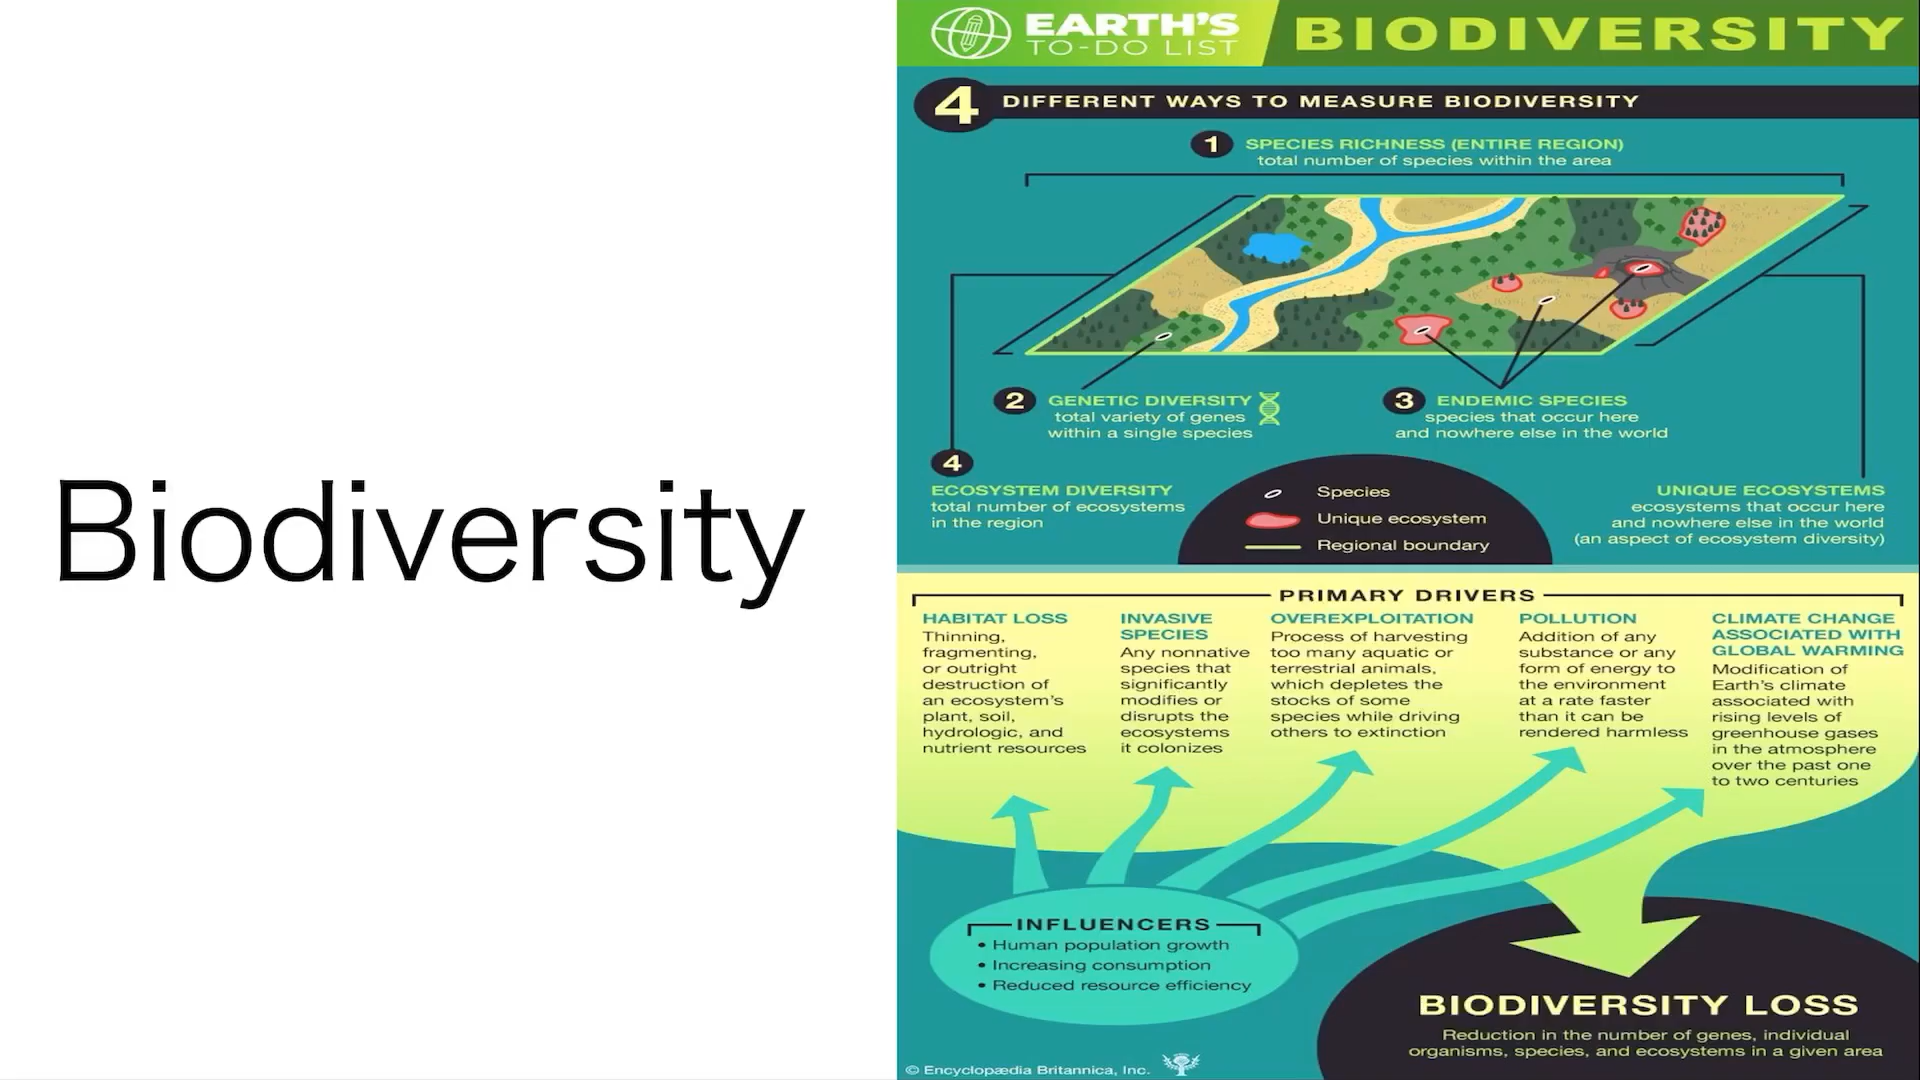 Biodiversity
EARTH'S
TO-DO LIST
BIODIVERSITY
4 DIFFERENT WAYS TO MEASURE BIODIVERSITY
1 SPECIES RICHNESS (ENTIRE REGION)
total number of species within the area
2 GENETIC DIVERSITY
total variety of genes
within a single species
3 ENDEMIC SPECIES
species that occur here
and nowhere else in the world
4
ECOSYSTEM DIVERSITY
total number of ecosystems
in the region
Species
Unique ecosystem
Regional boundary
UNIQUE ECOSYSTEMS
ecosystems that occur here
and nowhere else in the world
(an aspect of ecosystem diversity)
PRIMARY DRIVERS
HABITAT LOSS
Thinning,
fragmenting,
or outright
destruction of
an ecosystem's
plant, soil,
hydrologic, and
nutrient resources
INVASIVE
SPECIES
Any nonnative
species that
significantly
modifies or
disrupts the
ecosystems
it colonizes
OVEREXPLOITATION
Process of harvesting
too many aquatic or
terrestrial animals,
which depletes the
stocks of some
species while driving
others to extinction
POLLUTION
Addition of any
substance or any
form of energy to
the environment
at a rate faster
than it can be
rendered harmless
CLIMATE CHANGE
ASSOCIATED WITH
GLOBAL WARMING
Modification of
Earth's climate
associated with
rising levels of
greenhouse gases
in the atmosphere
over the past one
to two centuries
INFLUENCERS
• Human population growth
• Increasing consumption
• Reduced resource efficiency
BIODIVERSITY LOSS
Reduction in the number of genes, individual
organisms, species, and ecosystems in a given area
© Encyclopædia Britannica, Inc.